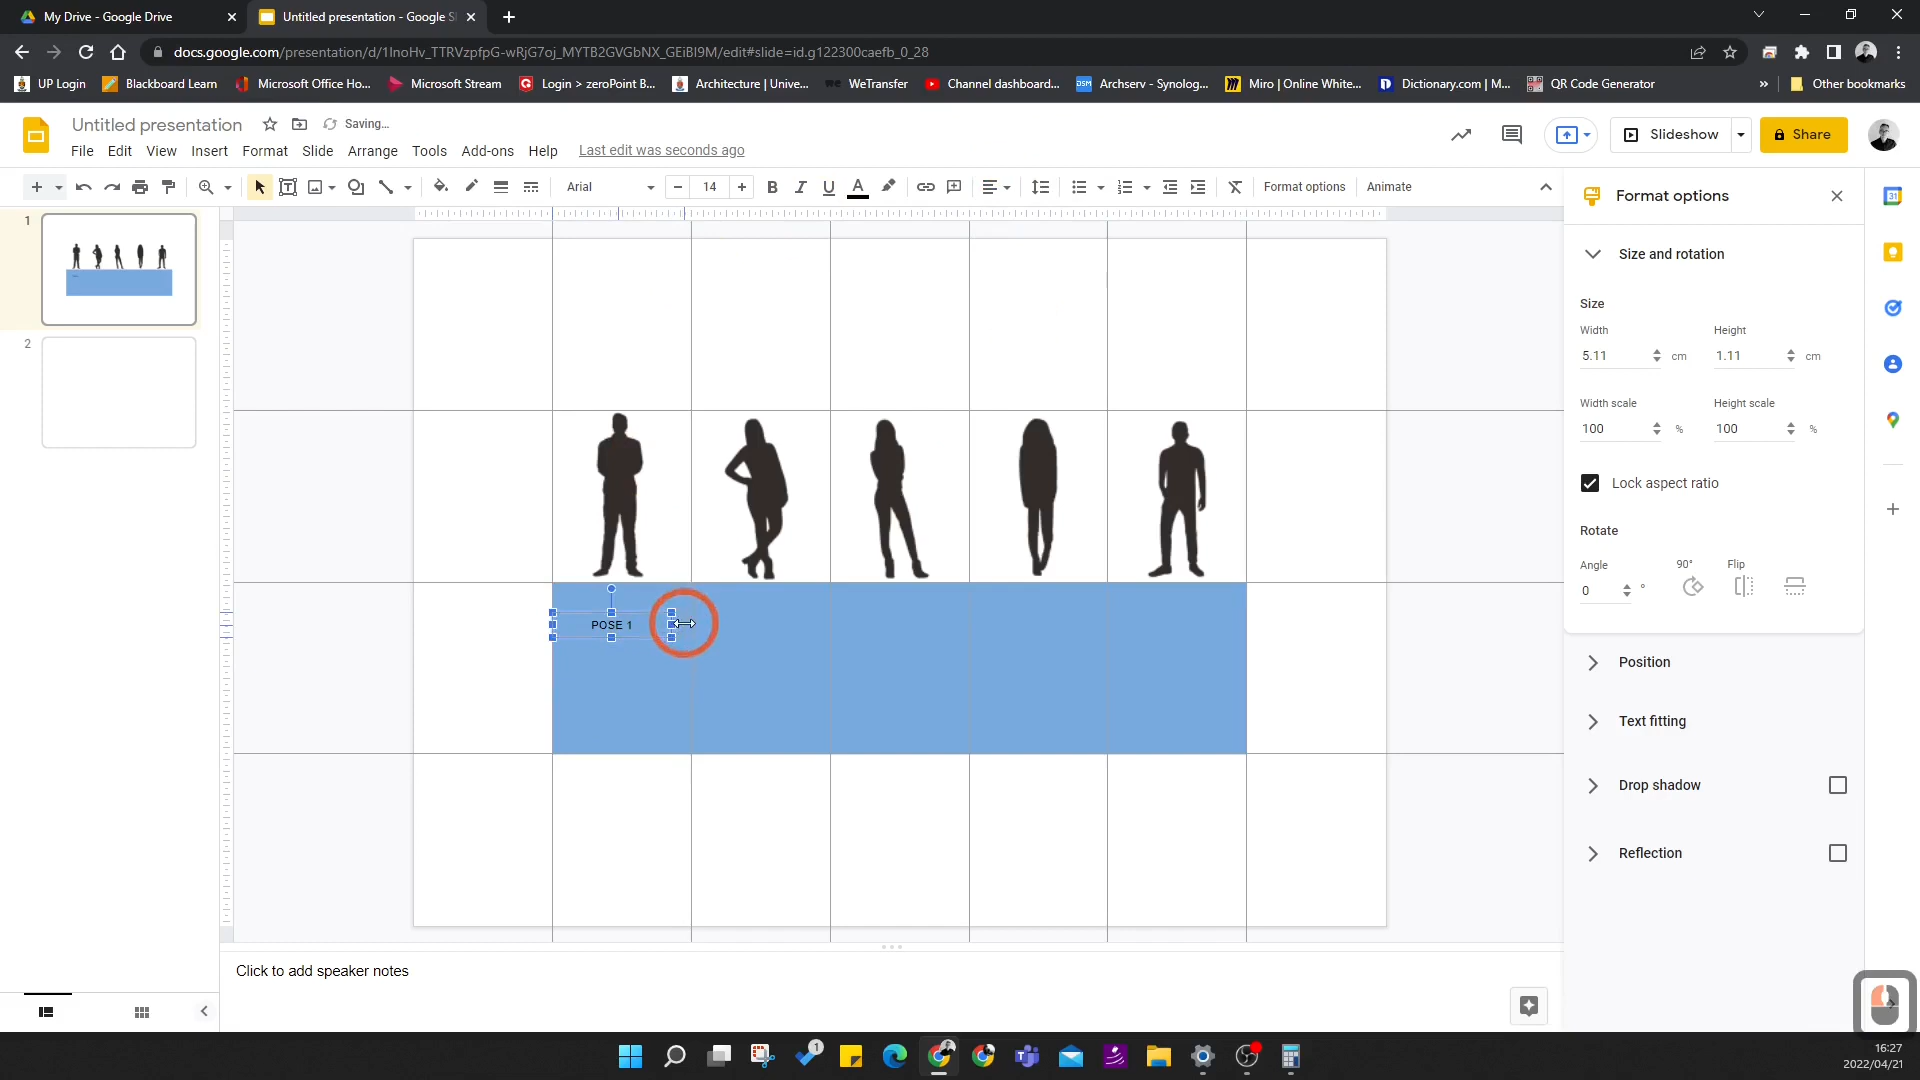 My Drive - Google Drive
Untitled presentation - Google Sl
docs.google.com/presentation/d/1InoHv_TTRVzpfpG-wRjG7oj_MYTB2GVGbNX_GEiBI9M/edit#slide=id.g122300caefb_0_28
UP Login
Blackboard Learn
Microsoft Office Ho...
Microsoft Stream
Login > zeroPoint B...
Architecture | Unive...
WeTransfer
Channel dashboard...
Archserv - Synolog...
Miro | Online White...
Dictionary.com | M...
QR Code Generator
»
Other bookmarks
Untitled presentation
Saving...
File Edit View Insert Format Slide Arrange Tools Add-ons Help
Last edit was seconds ago
Slideshow
Share
Arial
14
Format options
Animate
1
2
POSE 1
Click to add speaker notes
Format options
Size and rotation
Size
Width
Height
5.11 cm
1.11 cm
Width scale
Height scale
100 %
100 %
Lock aspect ratio
Rotate
Angle
90°
Flip
0 °
Position
Text fitting
Drop shadow
Reflection
31
1
16:27
2022/04/21